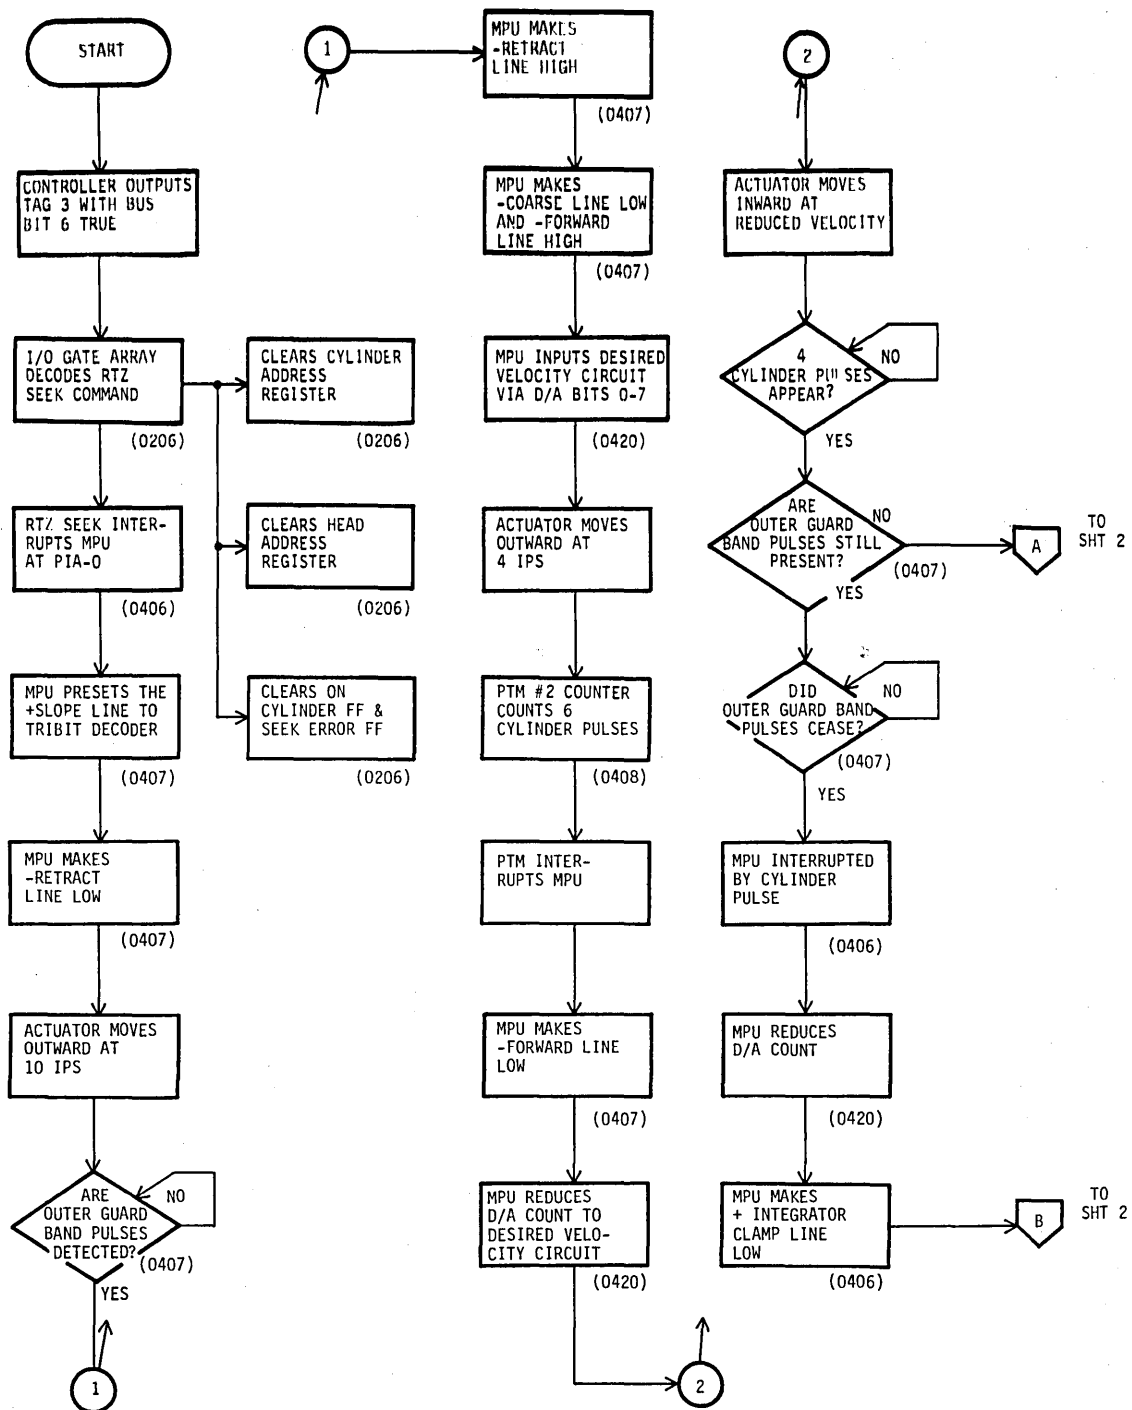 START
CONTROLLER OUTPUTS
TAG 3 WITH BUS
BIT 6 TRUE
I/O GATE ARRAY
DECODES RTZ
SEEK COMMAND
(0206)
CLEARS CYLINDER
ADDRESS
REGISTER
(0206)
RTZ SEEK INTER-
RUPTS MPU
AT PIA-0
(0406)
CLEARS HEAD
ADDRESS
REGISTER
(0206)
MPU PRESETS THE
+SLOPE LINE TO
TRIBIT DECODER
(0407)
CLEARS ON
CYLINDER FF &
SEEK ERROR FF
(0206)
MPU MAKES
-RETRACT
LINE LOW
(0407)
ACTUATOR MOVES
OUTWARD AT
10 IPS
ARE
OUTER GUARD
BAND PULSES
DETECTED?
NO
(0407)
YES
1
1
MPU MAKES
-RETRACT
LINE HIGH
(0407)
MPU MAKES
-COARSE LINE LOW
AND -FORWARD
LINE HIGH
(0407)
MPU INPUTS DESIRED
VELOCITY CIRCUIT
VIA D/A BITS 0-7
(0420)
ACTUATOR MOVES
OUTWARD AT
4 IPS
PTM #2 COUNTER
COUNTS 6
CYLINDER PULSES
(0408)
PTM INTER-
RUPTS MPU
MPU MAKES
-FORWARD LINE
LOW
(0407)
MPU REDUCES
D/A COUNT TO
DESIRED VELO-
CITY CIRCUIT
(0420)
2
2
ACTUATOR MOVES
INWARD AT
REDUCED VELOCITY
4
CYLINDER PULSES
APPEAR?
NO
YES
ARE
OUTER GUARD
BAND PULSES STILL
PRESENT?
NO
(0407)
YES
A
TO
SHT 2
DID
OUTER GUARD BAND
PULSES CEASE?
NO
(0407)
YES
MPU INTERRUPTED
BY CYLINDER
PULSE
(0406)
MPU REDUCES
D/A COUNT
(0420)
MPU MAKES
+ INTEGRATOR
CLAMP LINE
LOW
(0406)
B
TO
SHT 2